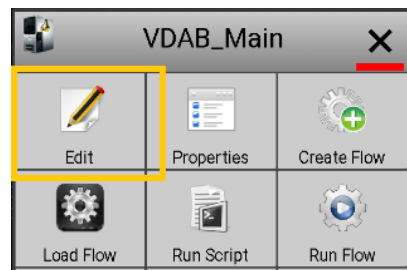 VDAB_Main
Edit Properties Create Flow
Load Flow Run Script Run Flow